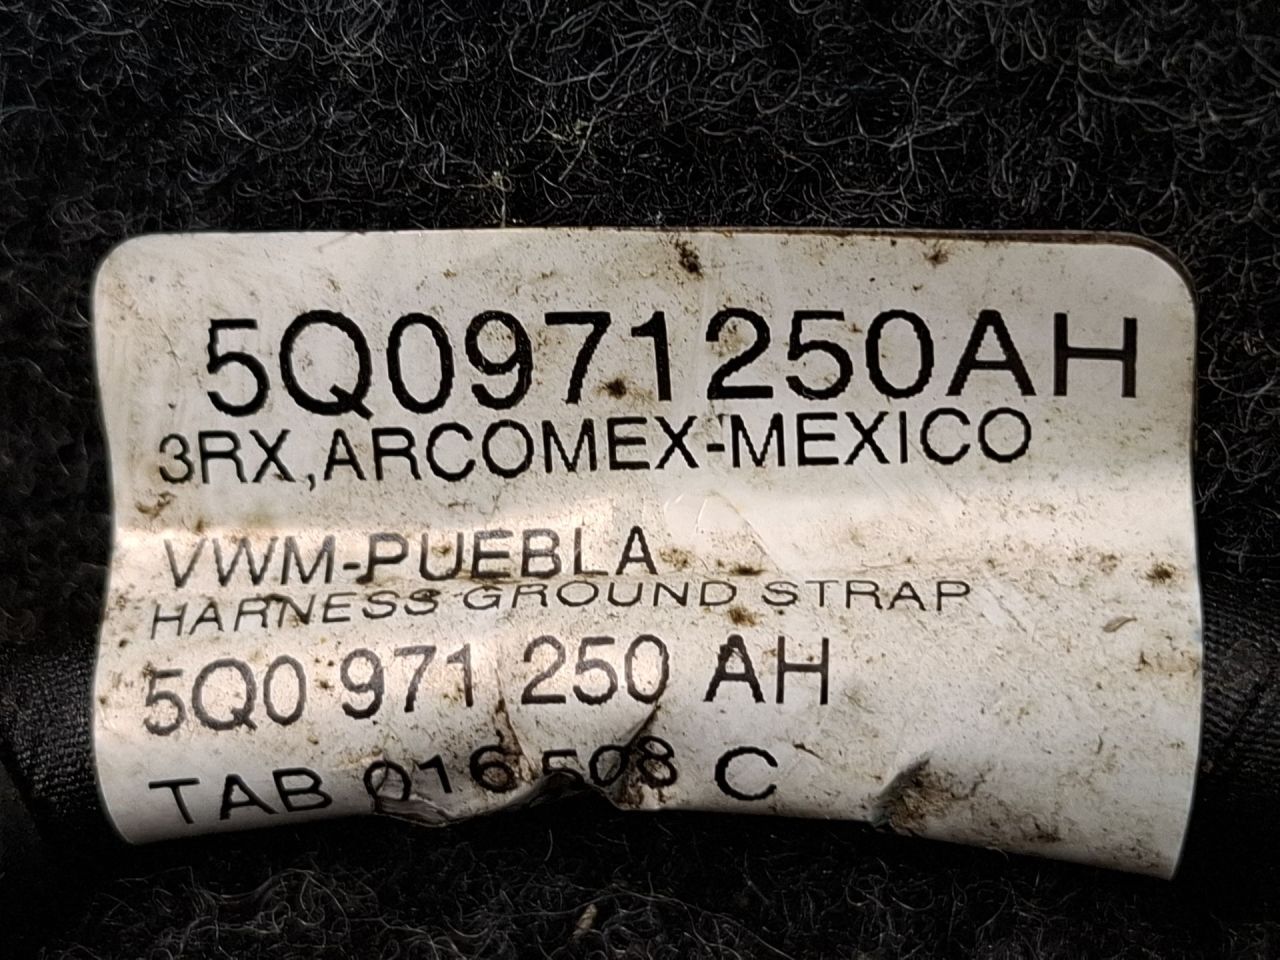 5Q0971250AH
3RX,ARCOMEX-MEXICO
VWM-PUEBLA
HARNESS GROUND STRAP
5Q0 971 250 AH
TAB 016 508 C